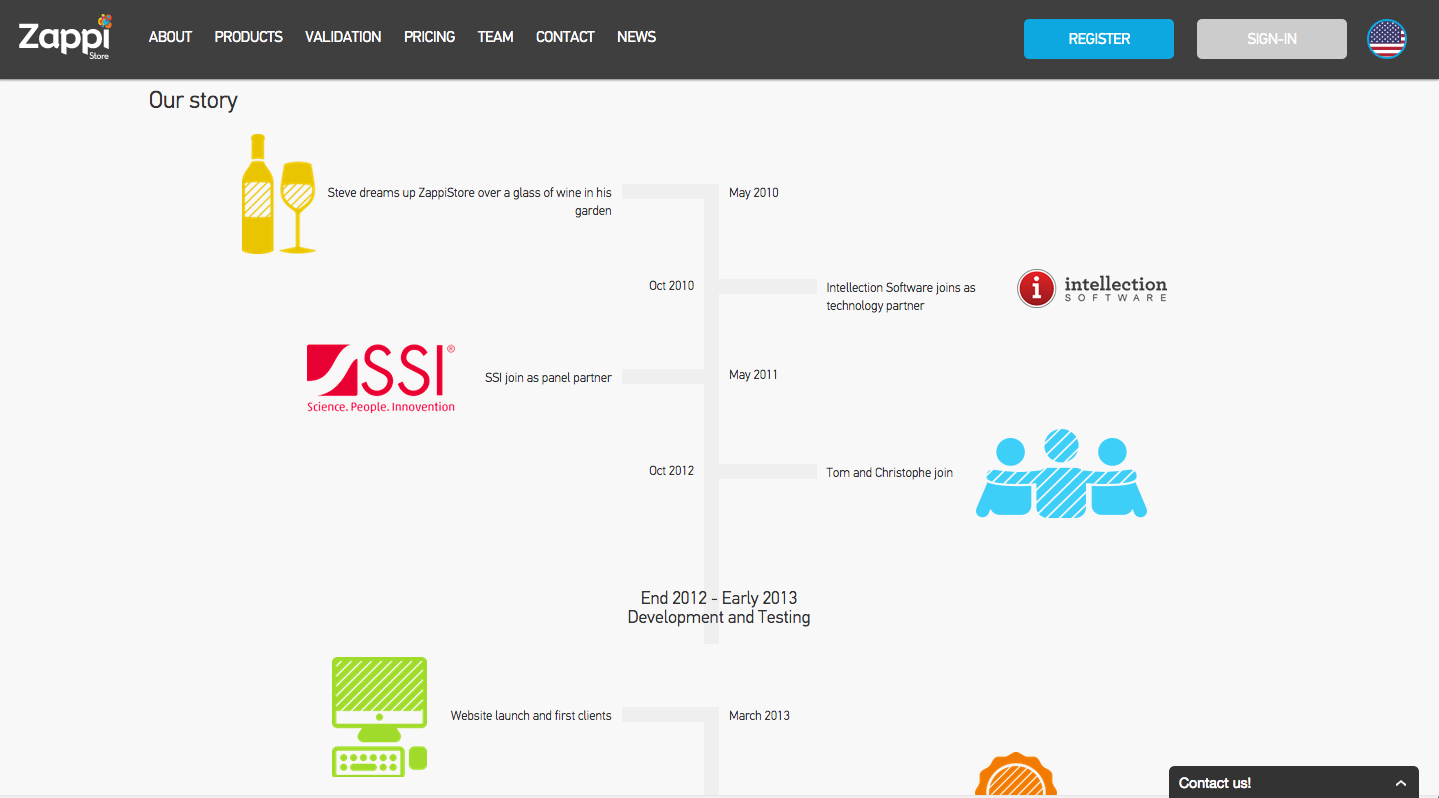 Zappi
Store
ABOUT PRODUCTS VALIDATION PRICING TEAM CONTACT NEWS
REGISTER
SIGN-IN
Our story
Steve dreams up ZappiStore over a glass of wine in his
garden
May 2010
Oct 2010
Intellection Software joins as
technology partner
i
intellection
SOFTWARE
SSI®
Science. People. Innovention
SSI join as panel partner
May 2011
Oct 2012
Tom and Christophe join
End 2012 - Early 2013
Development and Testing
Website launch and first clients
March 2013
Contact us!